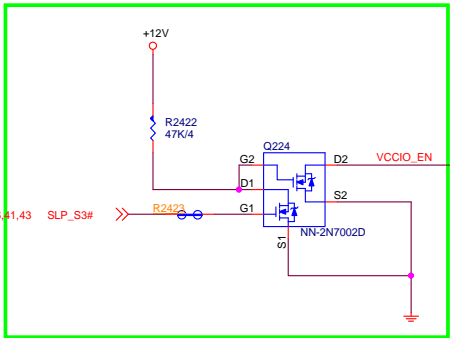 +12V
R2422
47K/4
Q224
G2
D2
VCCIO_EN
D1
S2
,41,43
SLP_S3#
R2423
G1
NN-2N7002D
S1